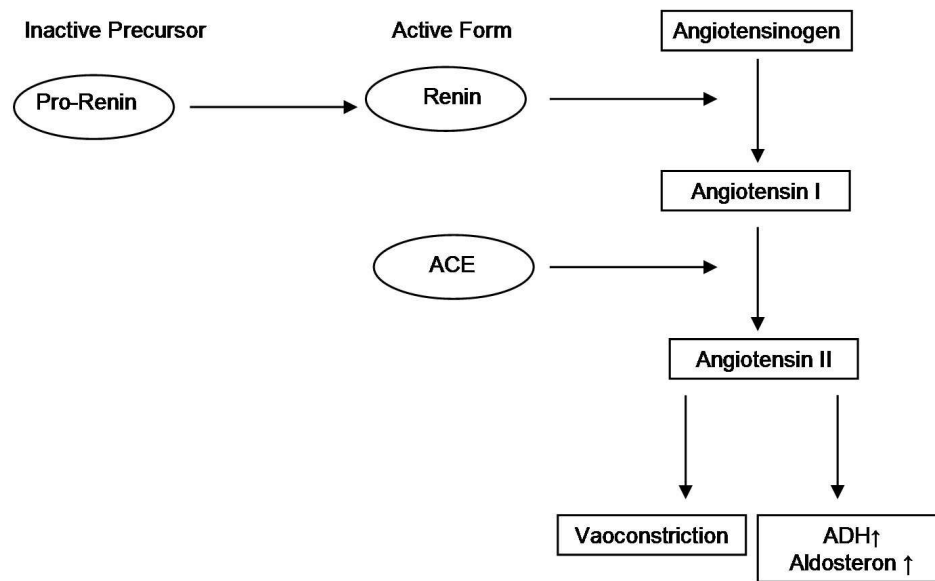 Inactive Precursor
Active Form
Angiotensinogen
Pro-Renin
Renin
Angiotensin I
ACE
Angiotensin II
Vaoconstriction
ADH↑
Aldosteron ↑